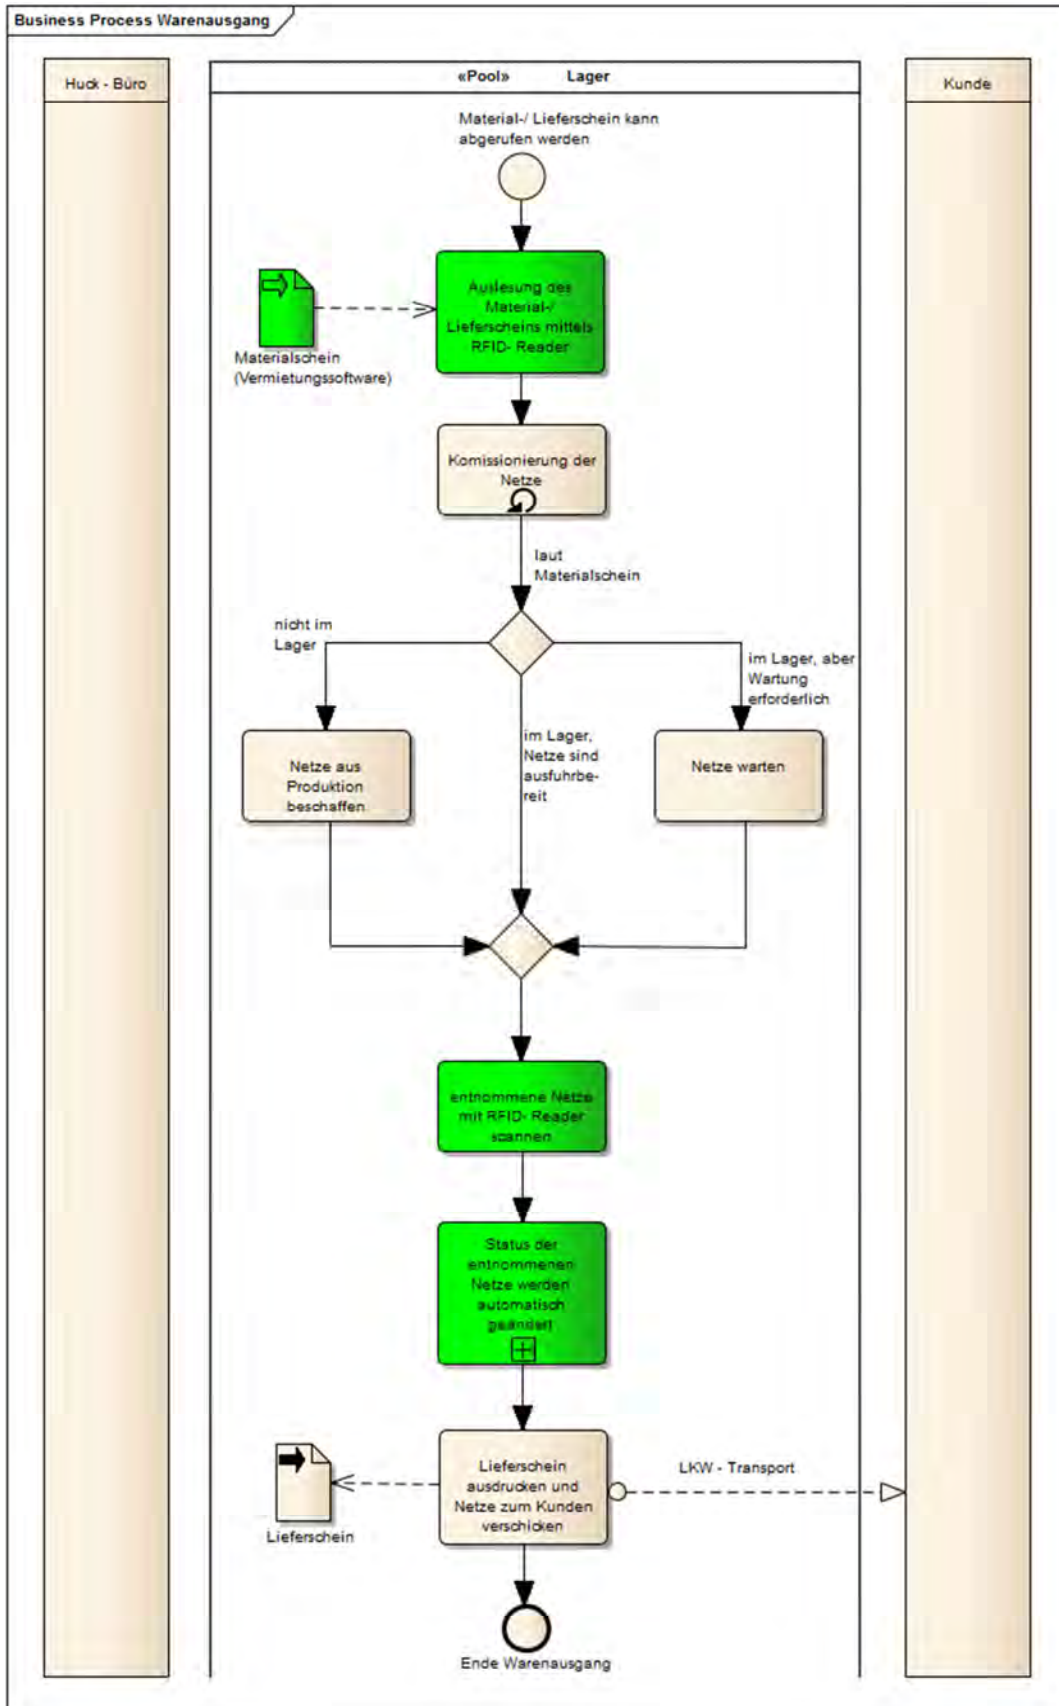 Business Process Warenausgang
Huck - Büro
«Pool» Lager
Kunde
Material-/ Lieferschein kann
abgerufen werden
Auslesung des
Material-/
Lieferscheins mittels
RFID- Reader
Materialschein
(Vermietungssoftware)
Komissionierung der
Netze
laut
Materialschein
nicht im
Lager
im Lager, aber
Wartung
erforderlich
im Lager,
Netze sind
ausfuhrbe-
reit
Netze aus
Produktion
beschaffen
Netze warten
entnommene Netze
mit RFID- Reader
scannen
Status der
entnommenen
Netze werden
automatisch
geändert
Lieferschein
ausdrucken und
Netze zum Kunden
verschicken
LKW - Transport
Lieferschein
Ende Warenausgang